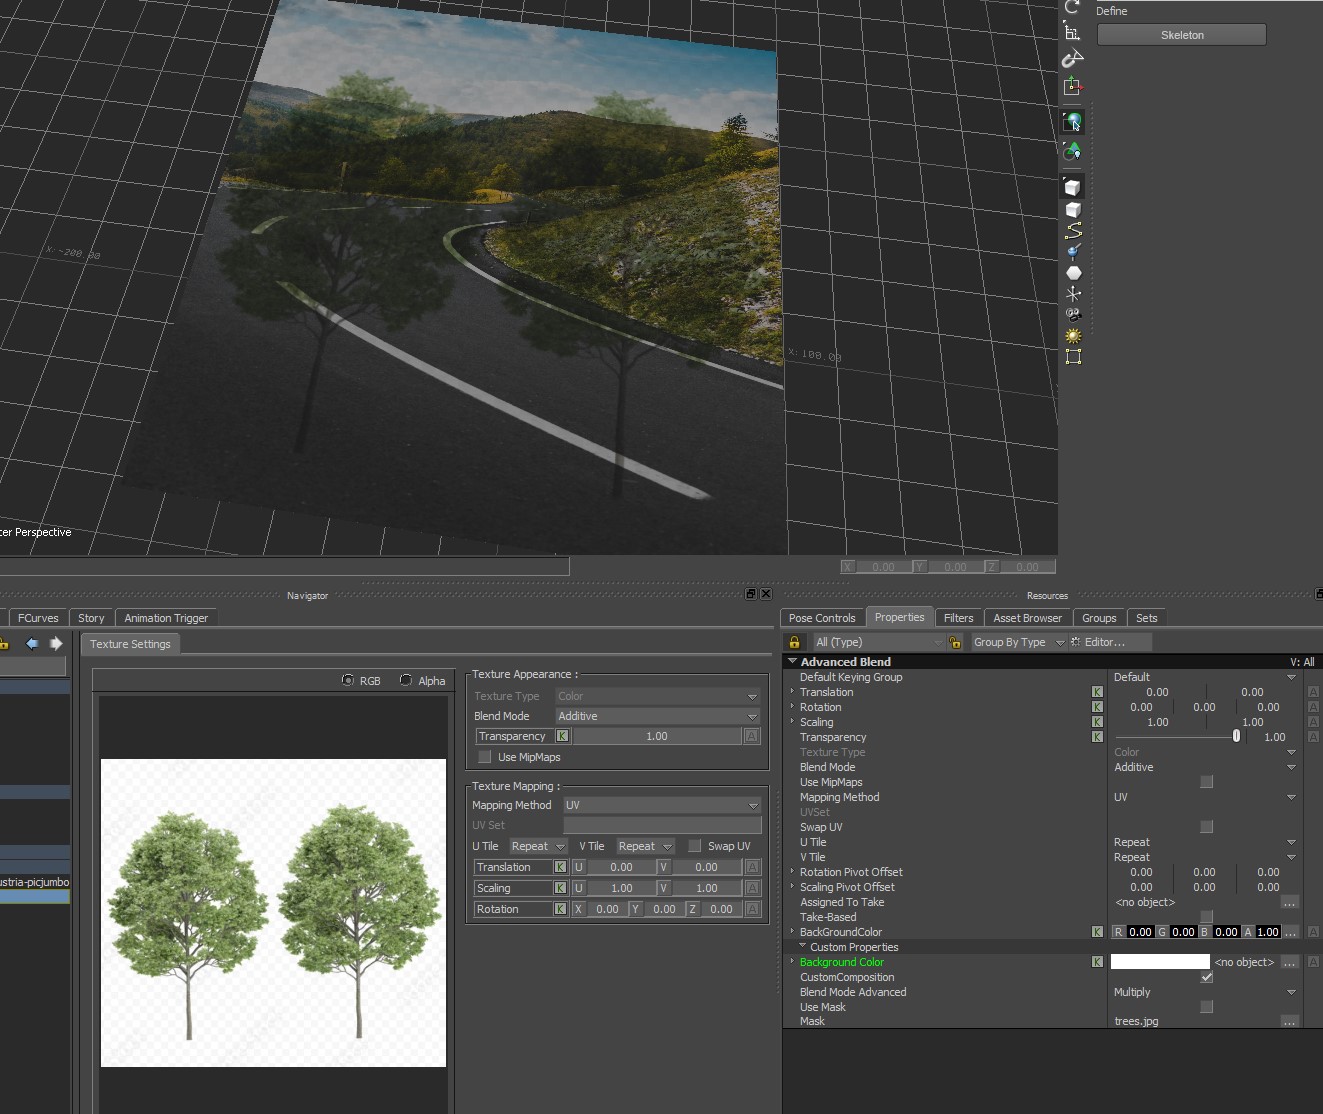 Define
Skeleton
X: -200.00
X: 100.00
ter Perspective
X 0.00 Y 0.00 Z 0.00
Navigator
Resources
FCurves Story Animation Trigger
Pose Controls Properties Filters Asset Browser Groups Sets
Texture Settings
All (Type) Group By Type Editor...
RGB Alpha
Texture Appearance :
Texture Type Color
Blend Mode Additive
Transparency K 1.00 A
Use MipMaps
Texture Mapping :
Mapping Method UV
UV Set
U Tile Repeat V Tile Repeat Swap UV
Translation K U 0.00 V 0.00 A
Scaling K U 1.00 V 1.00 A
Rotation K X 0.00 Y 0.00 Z 0.00 A
ustria-picjumbo
Advanced Blend V: All
Default Keying Group Default
Translation K 0.00 0.00 A
Rotation K 0.00 0.00 0.00 A
Scaling K 1.00 1.00 A
Transparency K 1.00 A
Texture Type Color
Blend Mode Additive
Use MipMaps
Mapping Method UV
UVSet
Swap UV
U Tile Repeat
V Tile Repeat
Rotation Pivot Offset 0.00 0.00 0.00
Scaling Pivot Offset 0.00 0.00 0.00
Assigned To Take <no object> ...
Take-Based
BackGroundColor K R 0.00 G 0.00 B 0.00 A 1.00 ... A
Custom Properties
Background Color K <no object> ... A
CustomComposition
Blend Mode Advanced Multiply
Use Mask
Mask trees.jpg ...